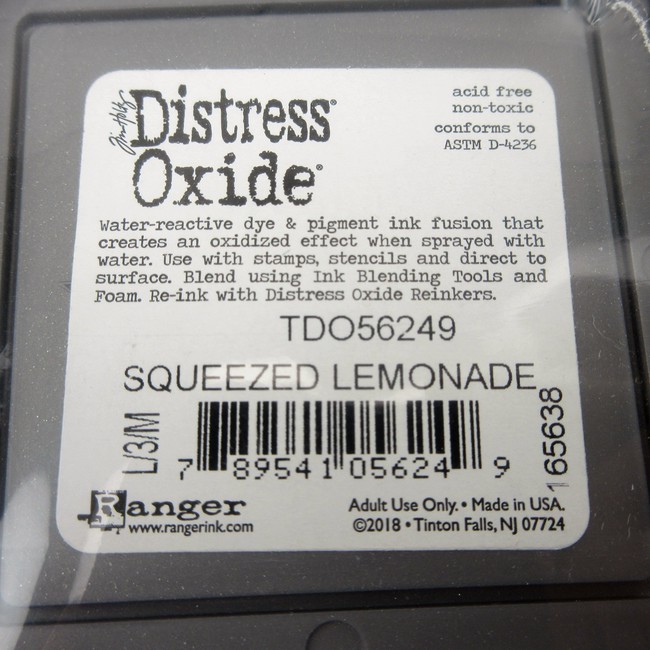 Tim Holtz
Distress®
Oxide®
acid free
non-toxic
conforms to
ASTM D-4236
Water-reactive dye & pigment ink fusion that
creates an oxidized effect when sprayed with
water. Use with stamps, stencils and direct to
surface. Blend using Ink Blending Tools and
Foam. Re-ink with Distress Oxide Reinkers.
TDO56249
SQUEEZED LEMONADE
L/3/M
7 89541 05624 9
165638
Ranger
www.rangerink.com
Adult Use Only. • Made in USA.
©2018 • Tinton Falls, NJ 07724